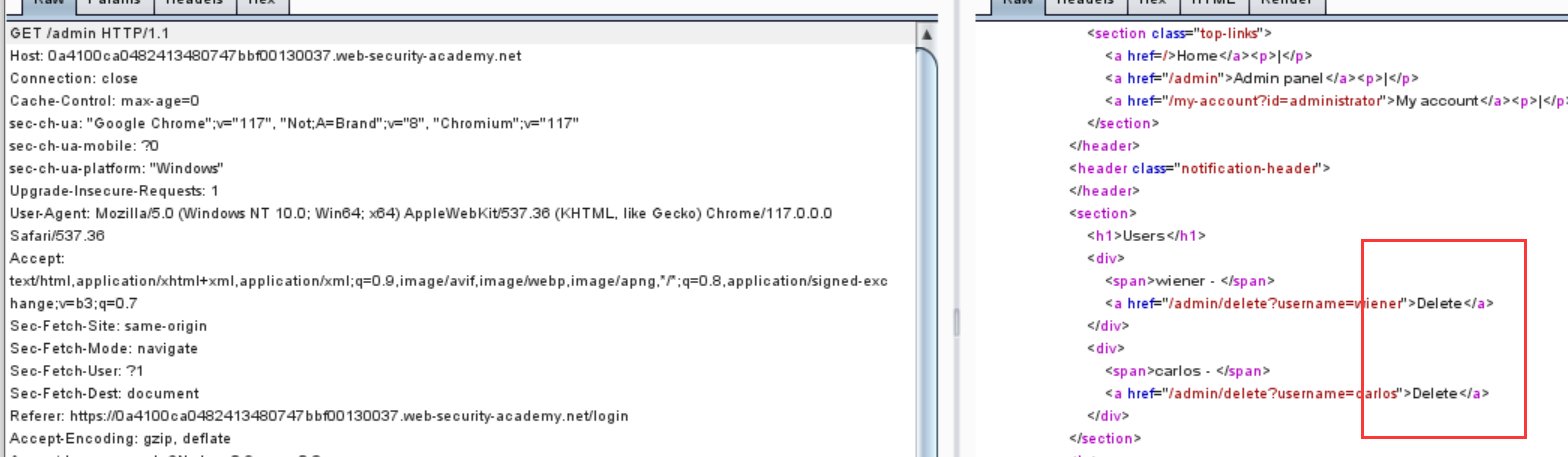 Raw Params Headers Hex
GET /admin HTTP/1.1
Host: 0a4100ca0482413480747bbf00130037.web-security-academy.net
Connection: close
Cache-Control: max-age=0
sec-ch-ua: "Google Chrome";v="117", "Not;A=Brand";v="8", "Chromium";v="117"
sec-ch-ua-mobile: ?0
sec-ch-ua-platform: "Windows"
Upgrade-Insecure-Requests: 1
User-Agent: Mozilla/5.0 (Windows NT 10.0; Win64; x64) AppleWebKit/537.36 (KHTML, like Gecko) Chrome/117.0.0.0
Safari/537.36
Accept:
text/html,application/xhtml+xml,application/xml;q=0.9,image/avif,image/webp,image/apng,*/*;q=0.8,application/signed-exc
hange;v=b3;q=0.7
Sec-Fetch-Site: same-origin
Sec-Fetch-Mode: navigate
Sec-Fetch-User: ?1
Sec-Fetch-Dest: document
Referer: https://0a4100ca0482413480747bbf00130037.web-security-academy.net/login
Accept-Encoding: gzip, deflate
Raw Headers Hex HTML Render
<section class="top-links">
<a href=/>Home</a><p>|</p>
<a href="/admin">Admin panel</a><p>|</p>
<a href="/my-account?id=administrator">My account</a><p>|</p>
</section>
</header>
<header class="notification-header">
</header>
<section>
<h1>Users</h1>
<div>
<span>wiener - </span>
<a href="/admin/delete?username=wiener">Delete</a>
</div>
<div>
<span>carlos - </span>
<a href="/admin/delete?username=carlos">Delete</a>
</div>
</section>